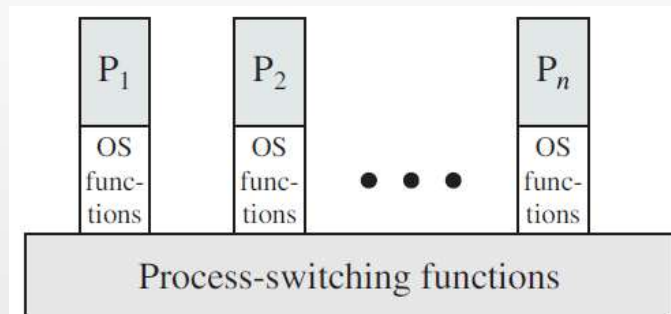 P1
OS
func-
tions
P2
OS
func-
tions
Pn
OS
func-
tions
Process-switching functions